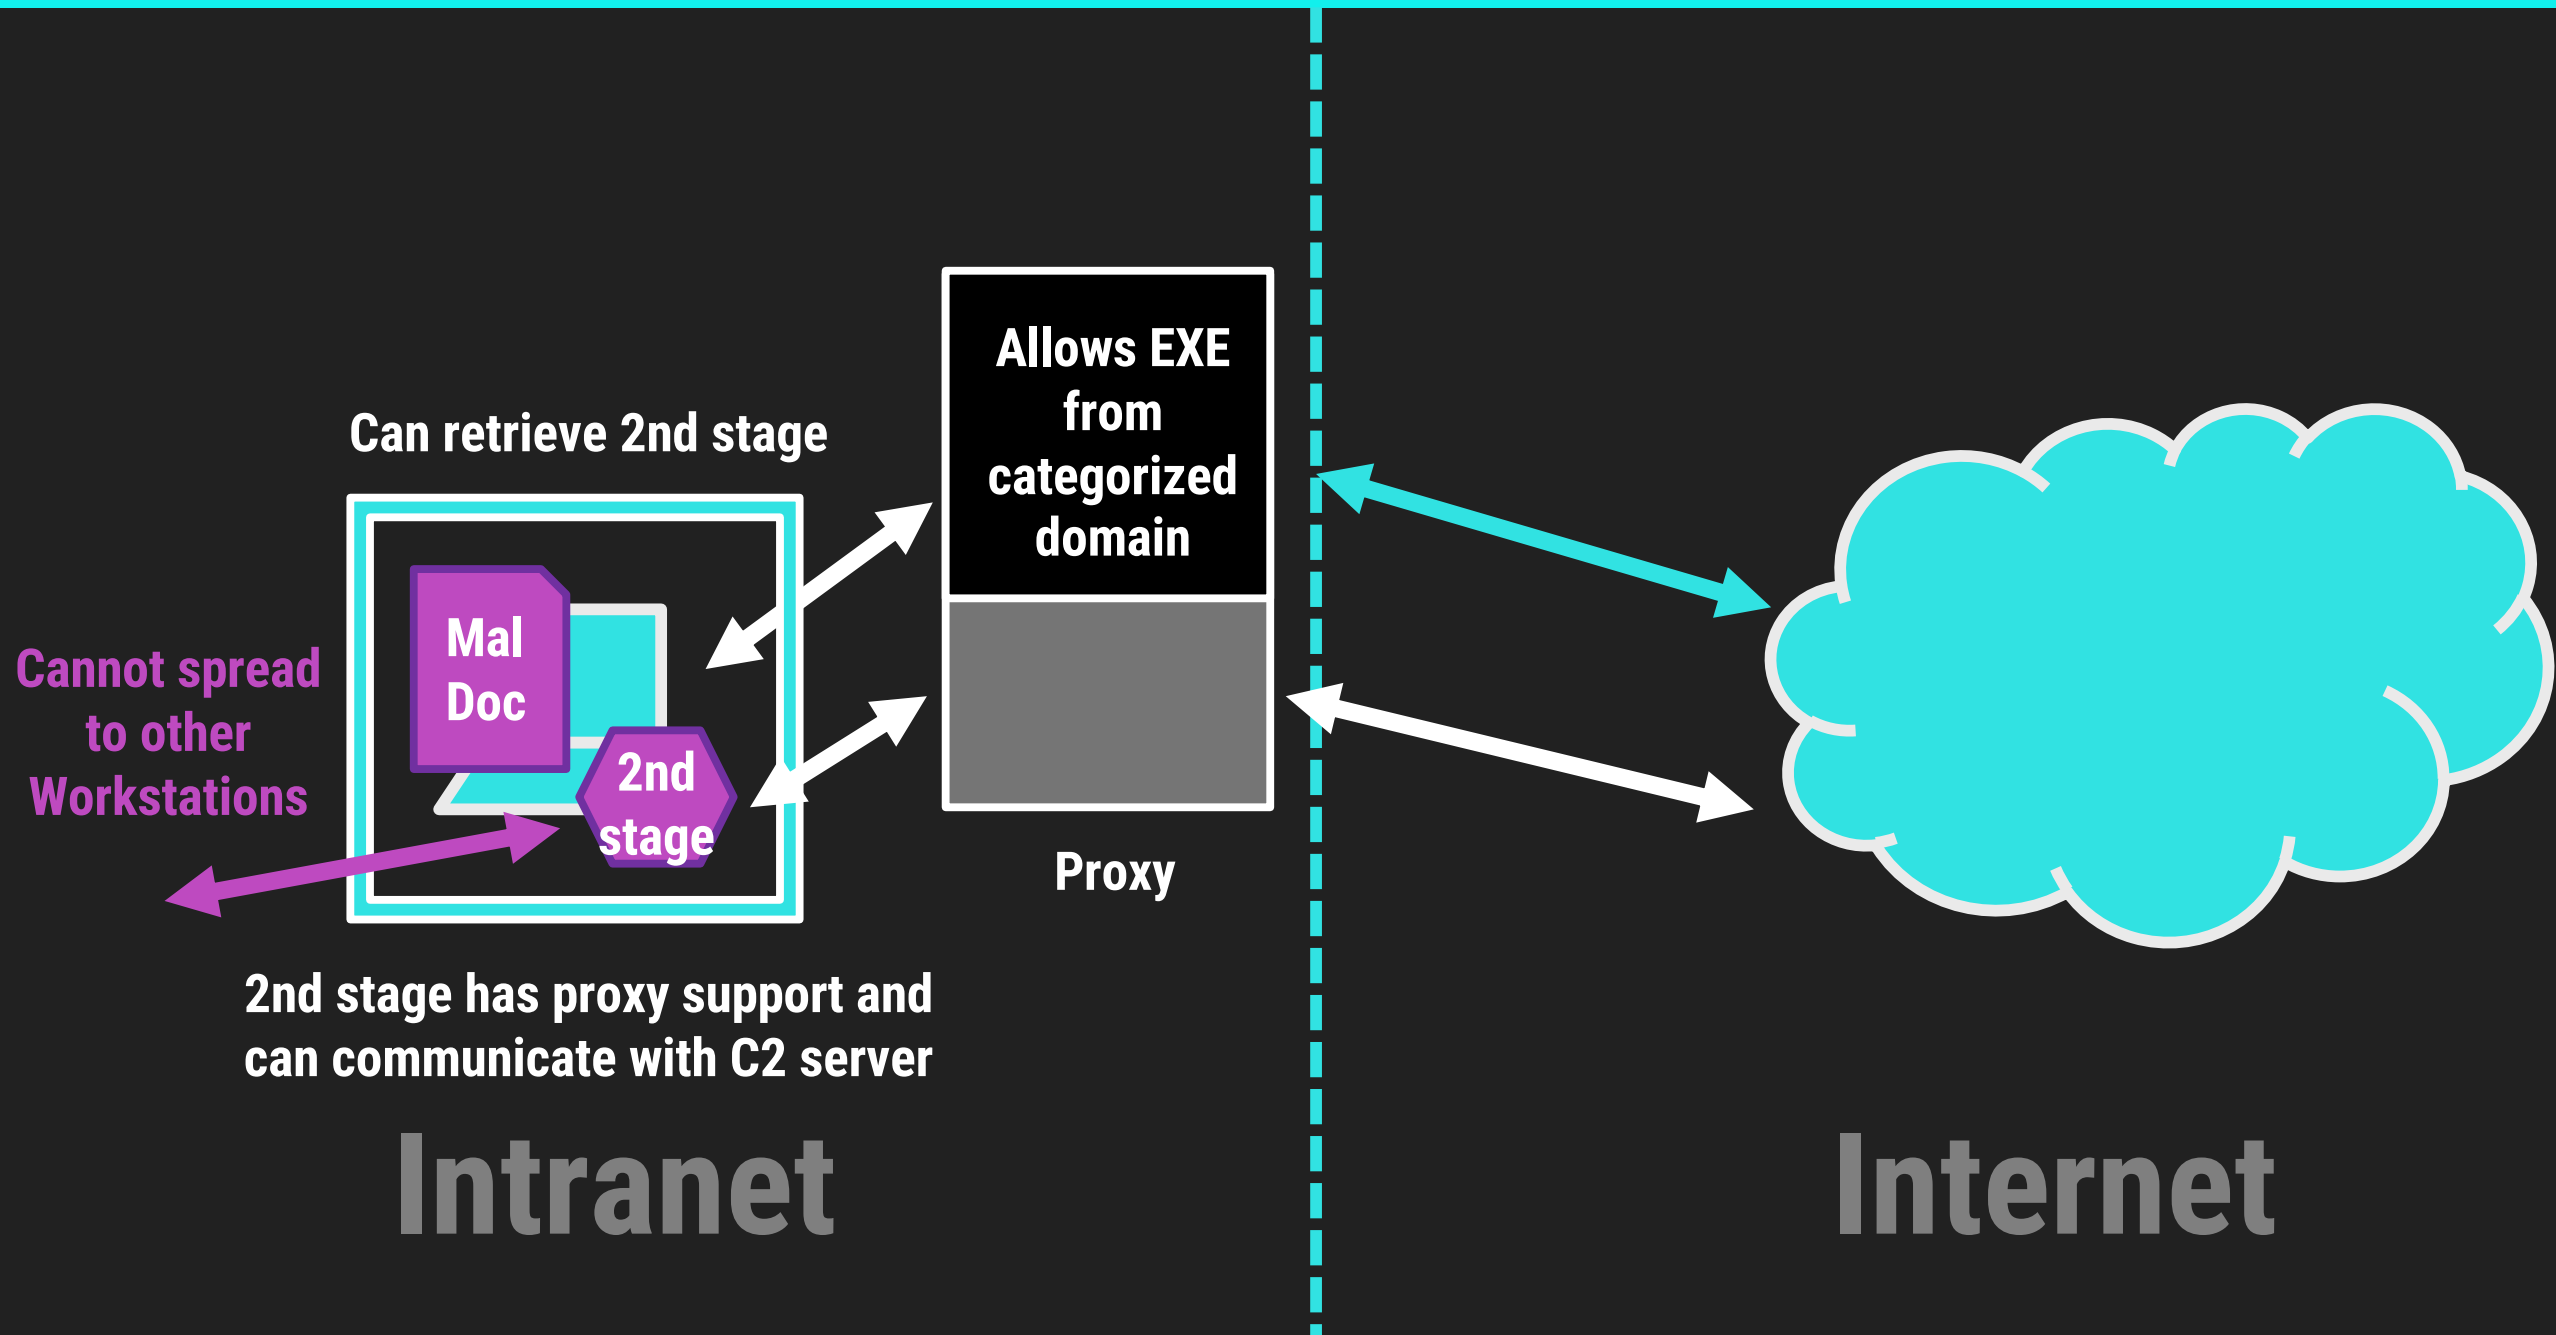 Allows EXE
from
categorized
domain
Can retrieve 2nd stage
Mal
Doc
Cannot spread
to other
Workstations
2nd
stage
Proxy
2nd stage has proxy support and
can communicate with C2 server
Intranet
Internet